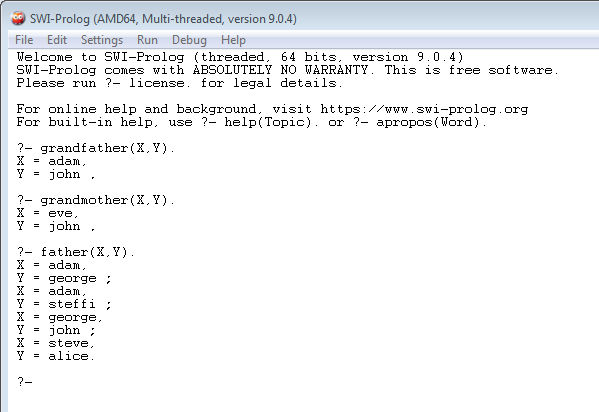 SWI-Prolog (AMD64, Multi-threaded, version 9.0.4)
File Edit Settings Run Debug Help
Welcome to SWI-Prolog (threaded, 64 bits, version 9.0.4)
SWI-Prolog comes with ABSOLUTELY NO WARRANTY. This is free software.
Please run ?- license. for legal details.
For online help and background, visit https://www.swi-prolog.org
For built-in help, use ?- help(Topic). or ?- apropos(Word).
?- grandfather(X,Y).
X = adam,
Y = john ,
?- grandmother(X,Y).
X = eve,
Y = john ,
?- father(X,Y).
X = adam,
Y = george ;
X = adam,
Y = steffi ;
X = george,
Y = john ;
X = steve,
Y = alice.
?-